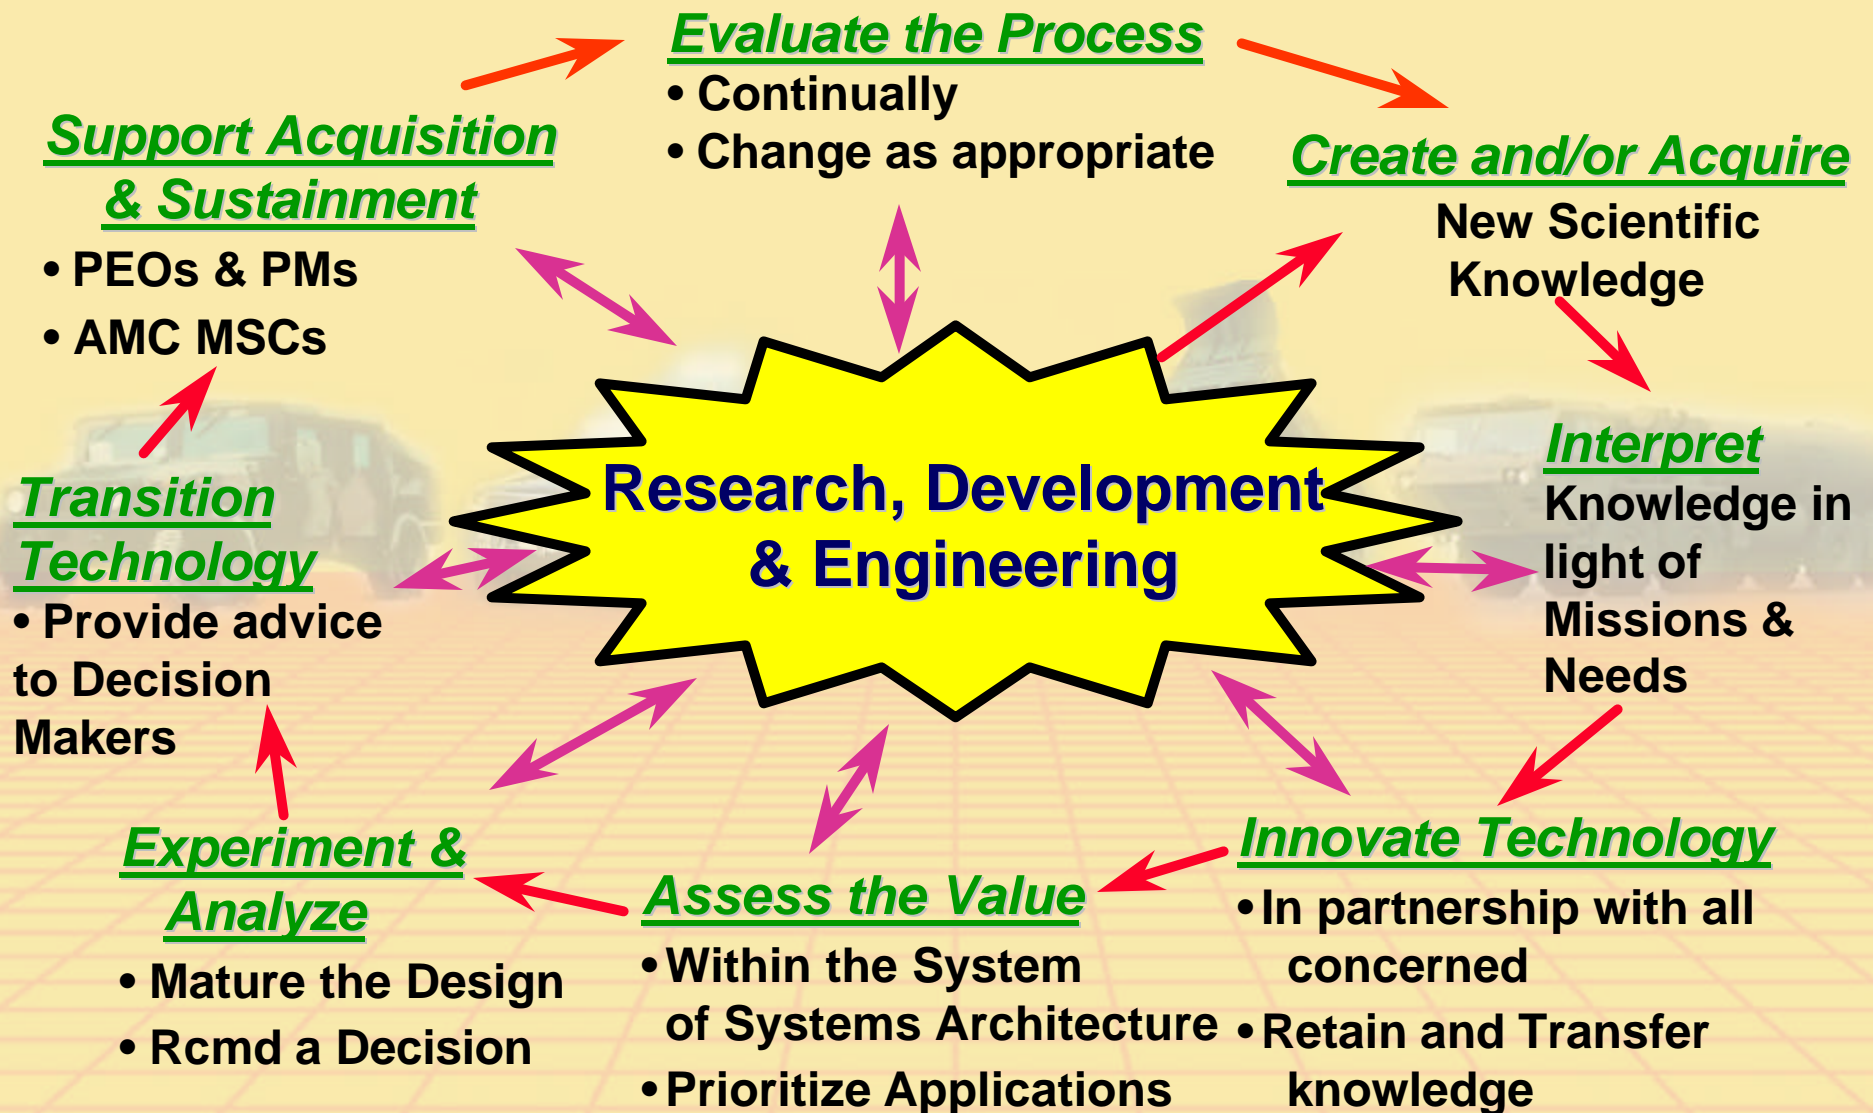 Evaluate the Process
• Continually
• Change as appropriate
Create and/or Acquire
New Scientific
Knowledge
Interpret
Knowledge in
light of
Missions &
Needs
Innovate Technology
• In partnership with all
concerned
• Retain and Transfer
knowledge
Assess the Value
• Within the System
of Systems Architecture
• Prioritize Applications
Experiment &
Analyze
• Mature the Design
• Rcmd a Decision
Transition
Technology
• Provide advice
to Decision
Makers
Support Acquisition
& Sustainment
• PEOs & PMs
• AMC MSCs
Research, Development
& Engineering